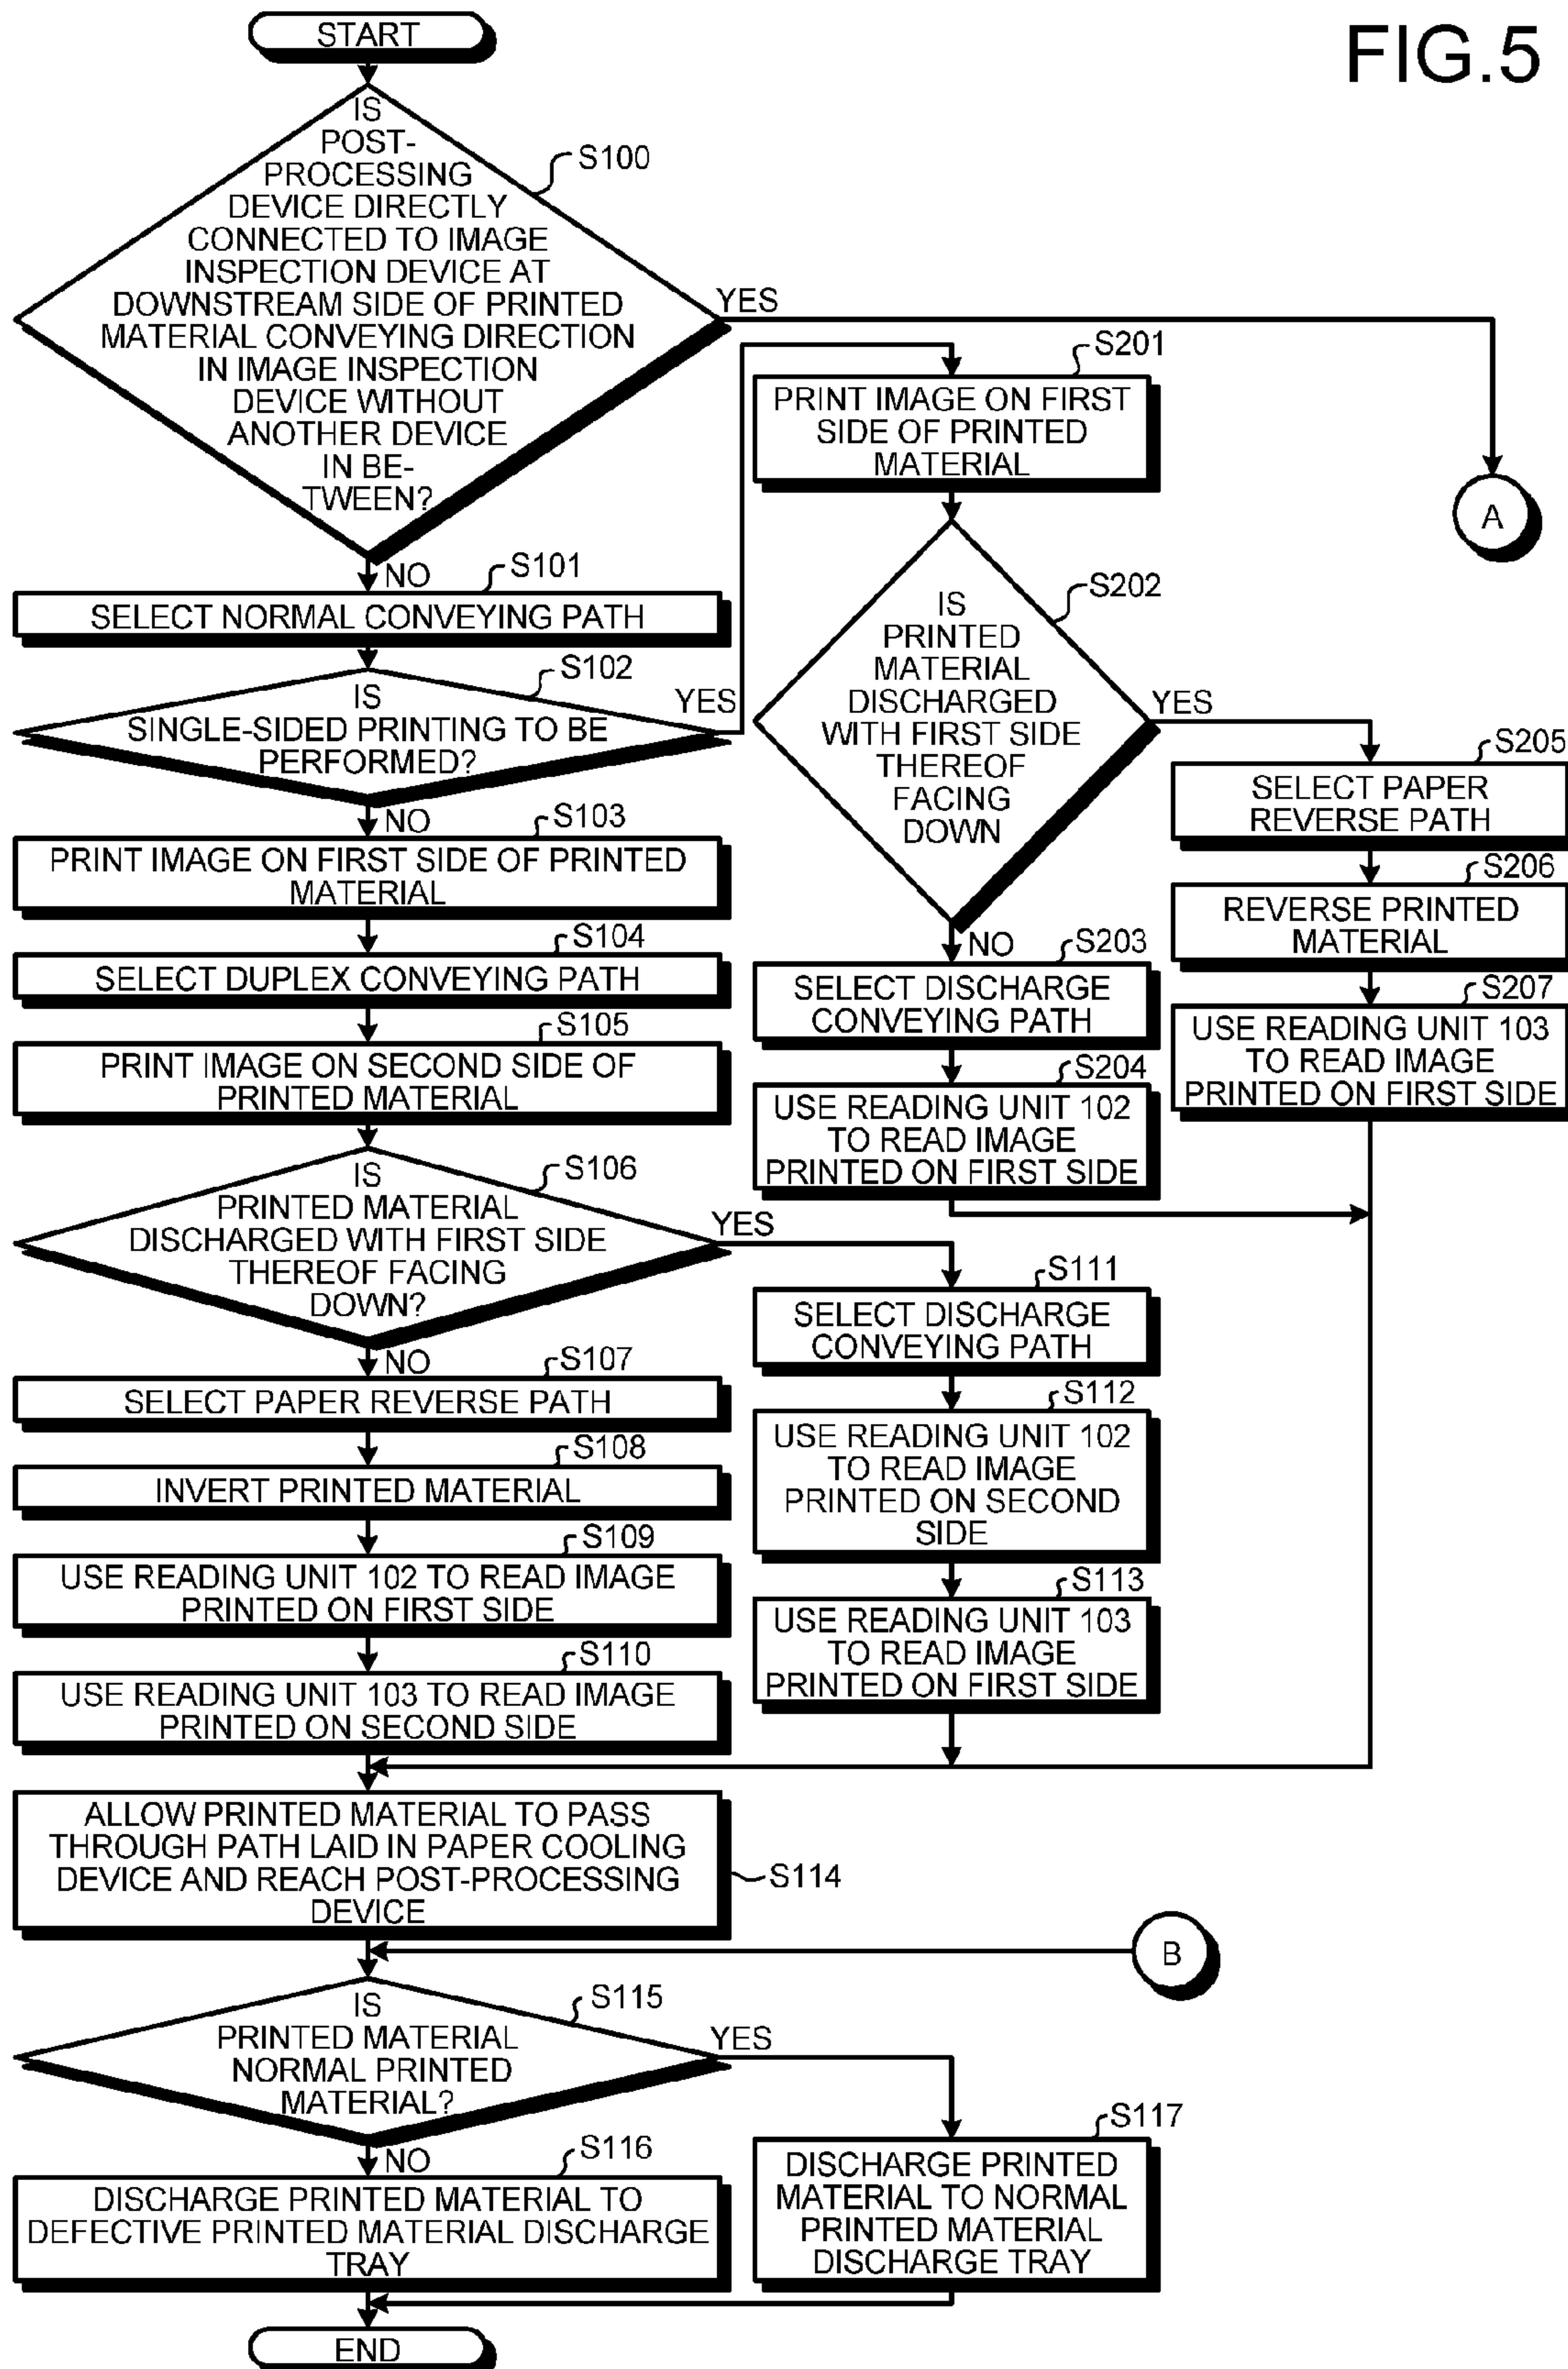 FIG.5
START
IS
POST-
PROCESSING
DEVICE DIRECTLY
CONNECTED TO IMAGE
INSPECTION DEVICE AT
DOWNSTREAM SIDE OF PRINTED
MATERIAL CONVEYING DIRECTION
IN IMAGE INSPECTION
DEVICE WITHOUT
ANOTHER DEVICE
IN BE-
TWEEN?
S100
YES
A
NO
S101
SELECT NORMAL CONVEYING PATH
S102
IS
SINGLE-SIDED PRINTING TO BE
PERFORMED?
YES
NO
S103
PRINT IMAGE ON FIRST SIDE OF PRINTED
MATERIAL
S104
SELECT DUPLEX CONVEYING PATH
S105
PRINT IMAGE ON SECOND SIDE OF
PRINTED MATERIAL
S106
IS
PRINTED MATERIAL
DISCHARGED WITH FIRST SIDE
THEREOF FACING
DOWN?
YES
NO
S107
SELECT PAPER REVERSE PATH
S108
INVERT PRINTED MATERIAL
S109
USE READING UNIT 102 TO READ IMAGE
PRINTED ON FIRST SIDE
S110
USE READING UNIT 103 TO READ IMAGE
PRINTED ON SECOND SIDE
S201
PRINT IMAGE ON FIRST
SIDE OF PRINTED
MATERIAL
S202
IS
PRINTED
MATERIAL
DISCHARGED
WITH FIRST SIDE
THEREOF
FACING
DOWN
YES
NO
S203
SELECT DISCHARGE
CONVEYING PATH
S204
USE READING UNIT 102
TO READ IMAGE
PRINTED ON FIRST SIDE
S205
SELECT PAPER
REVERSE PATH
S206
REVERSE PRINTED
MATERIAL
S207
USE READING UNIT 103
TO READ IMAGE
PRINTED ON FIRST SIDE
S111
SELECT DISCHARGE
CONVEYING PATH
S112
USE READING UNIT 102
TO READ IMAGE
PRINTED ON SECOND
SIDE
S113
USE READING UNIT 103
TO READ IMAGE
PRINTED ON FIRST SIDE
ALLOW PRINTED MATERIAL TO PASS
THROUGH PATH LAID IN PAPER COOLING
DEVICE AND REACH POST-PROCESSING
DEVICE
S114
B
S115
IS
PRINTED MATERIAL
NORMAL PRINTED
MATERIAL?
YES
NO
S116
DISCHARGE PRINTED MATERIAL TO
DEFECTIVE PRINTED MATERIAL DISCHARGE
TRAY
S117
DISCHARGE PRINTED
MATERIAL TO NORMAL
PRINTED MATERIAL
DISCHARGE TRAY
END